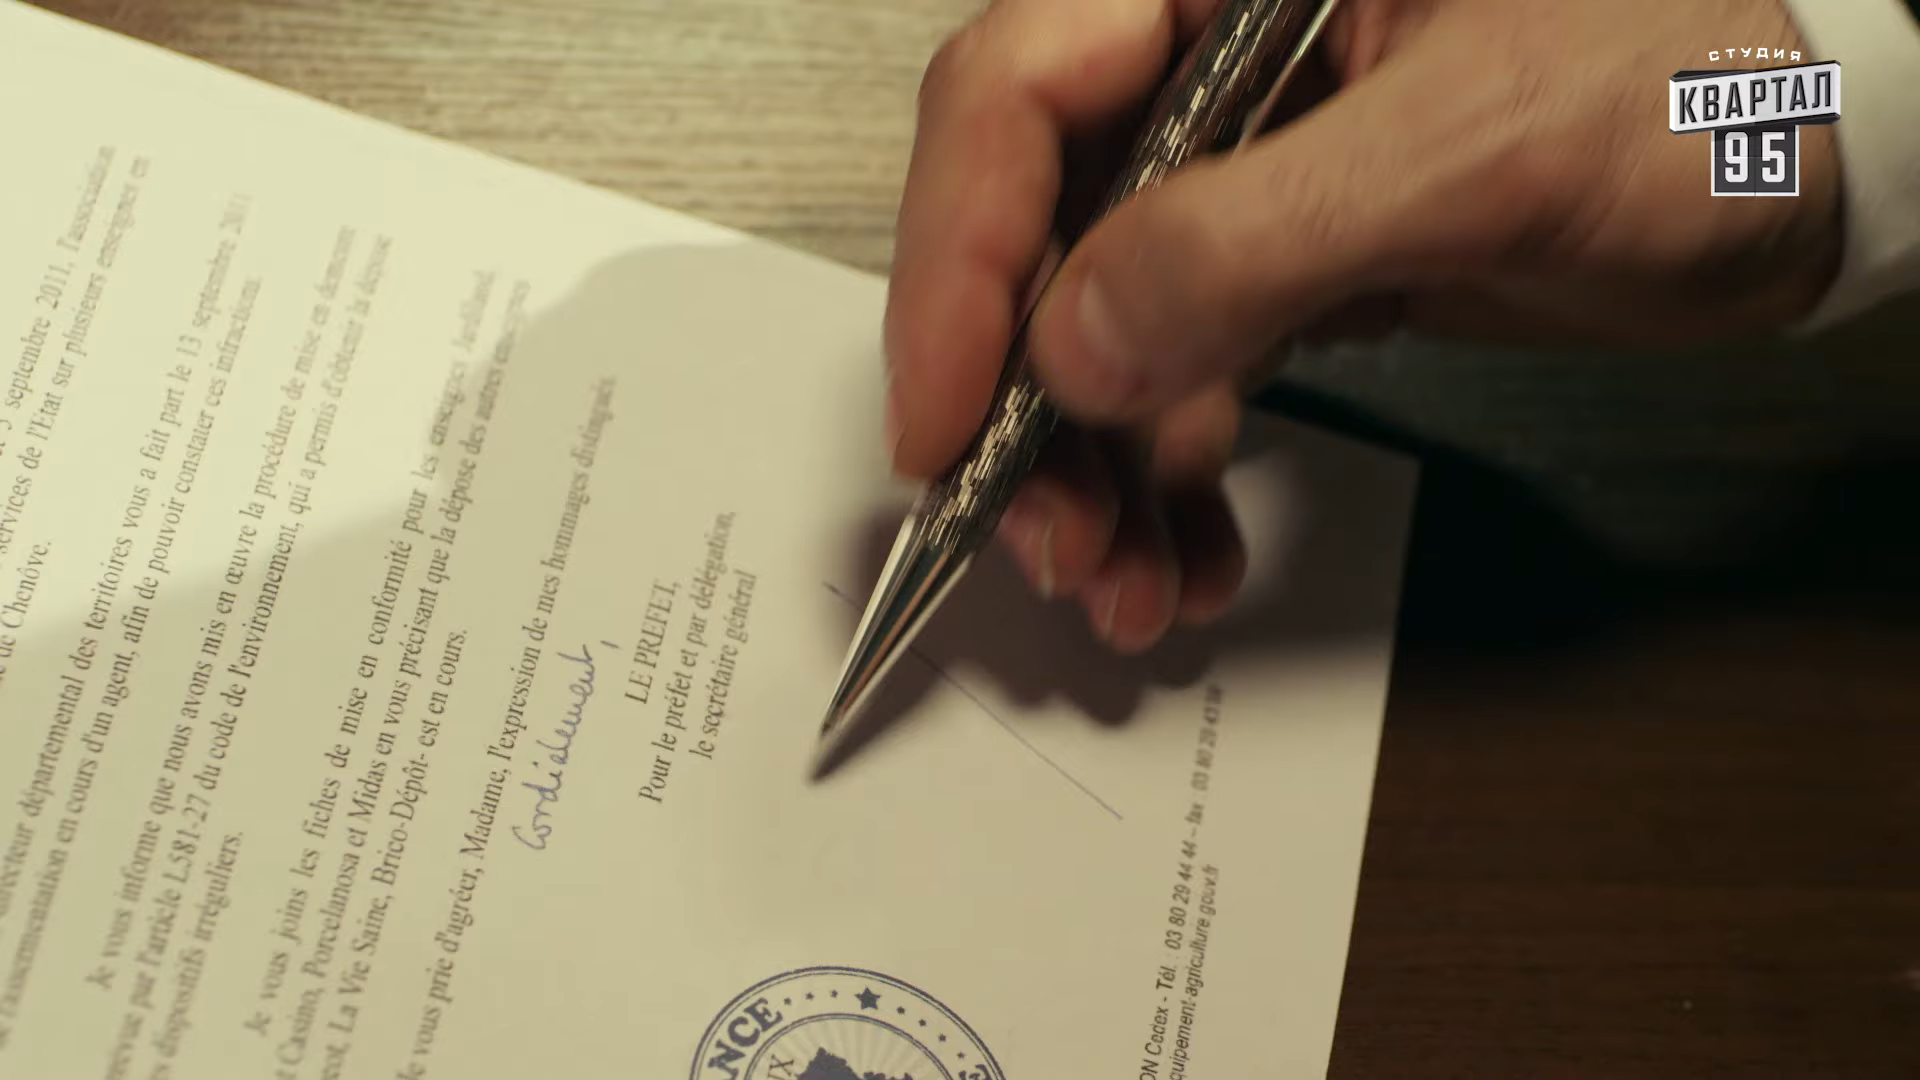 СТУДИЯ
КВАРТАЛ
95
septembre 2011, l'association
services de l'Etat sur plusieurs enseignes en
de Chenôve.
directeur départemental des territoires vous a fait part le 13 septembre 2011
en cours d'un agent, afin de pouvoir constater ces infractions.
Je vous informe que nous avons mis en œuvre la procédure de mise en demeure
prévue par l'article L581-27 du code de l'environnement, qui a permis d'obtenir la dépose
dispositifs irréguliers.
Je vous joins les fiches de mise en conformité pour les enseignes
Casino, Porcelanosa et Midas en vous précisant que la dépose des autres enseignes
La Vie Saine, Brico-Dépôt- est en cours.
Je vous prie d'agréer, Madame, l'expression de mes hommages distingués.
Cordialement,
LE PREFET,
Pour le préfet et par délégation,
le secrétaire général
ON Cedex - Tél. : 03 80 29 44 44 – fax : 03 80 29 43 
quipement-agriculture.gouv.fr
ANCE